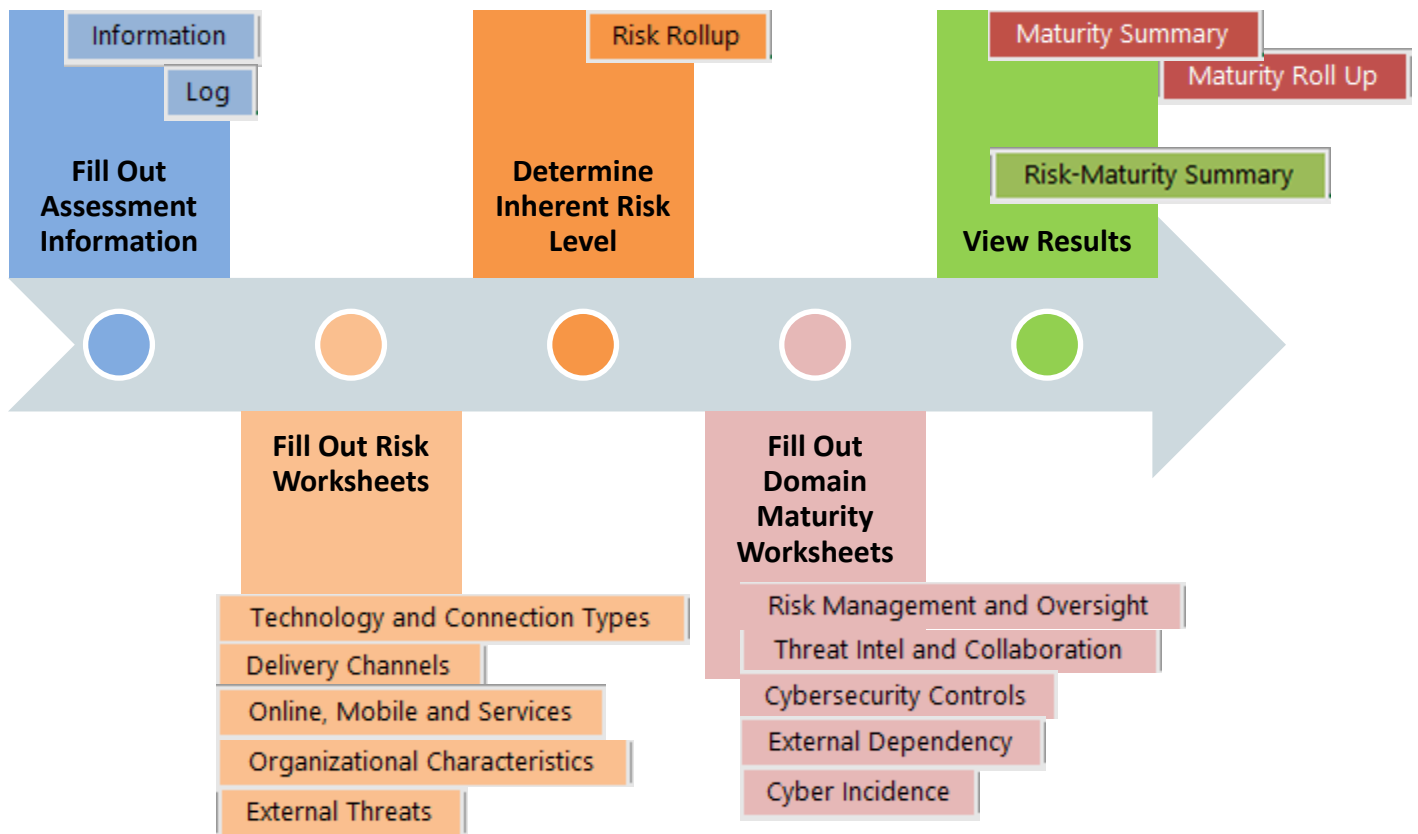 Information
Log
Fill Out
Assessment
Information
Fill Out Risk
Worksheets
Technology and Connection Types
Delivery Channels
Online, Mobile and Services
Organizational Characteristics
External Threats
Risk Rollup
Determine
Inherent Risk
Level
Fill Out
Domain
Maturity
Worksheets
Risk Management and Oversight
Threat Intel and Collaboration
Cybersecurity Controls
External Dependency
Cyber Incidence
Maturity Summary
Maturity Roll Up
Risk-Maturity Summary
View Results